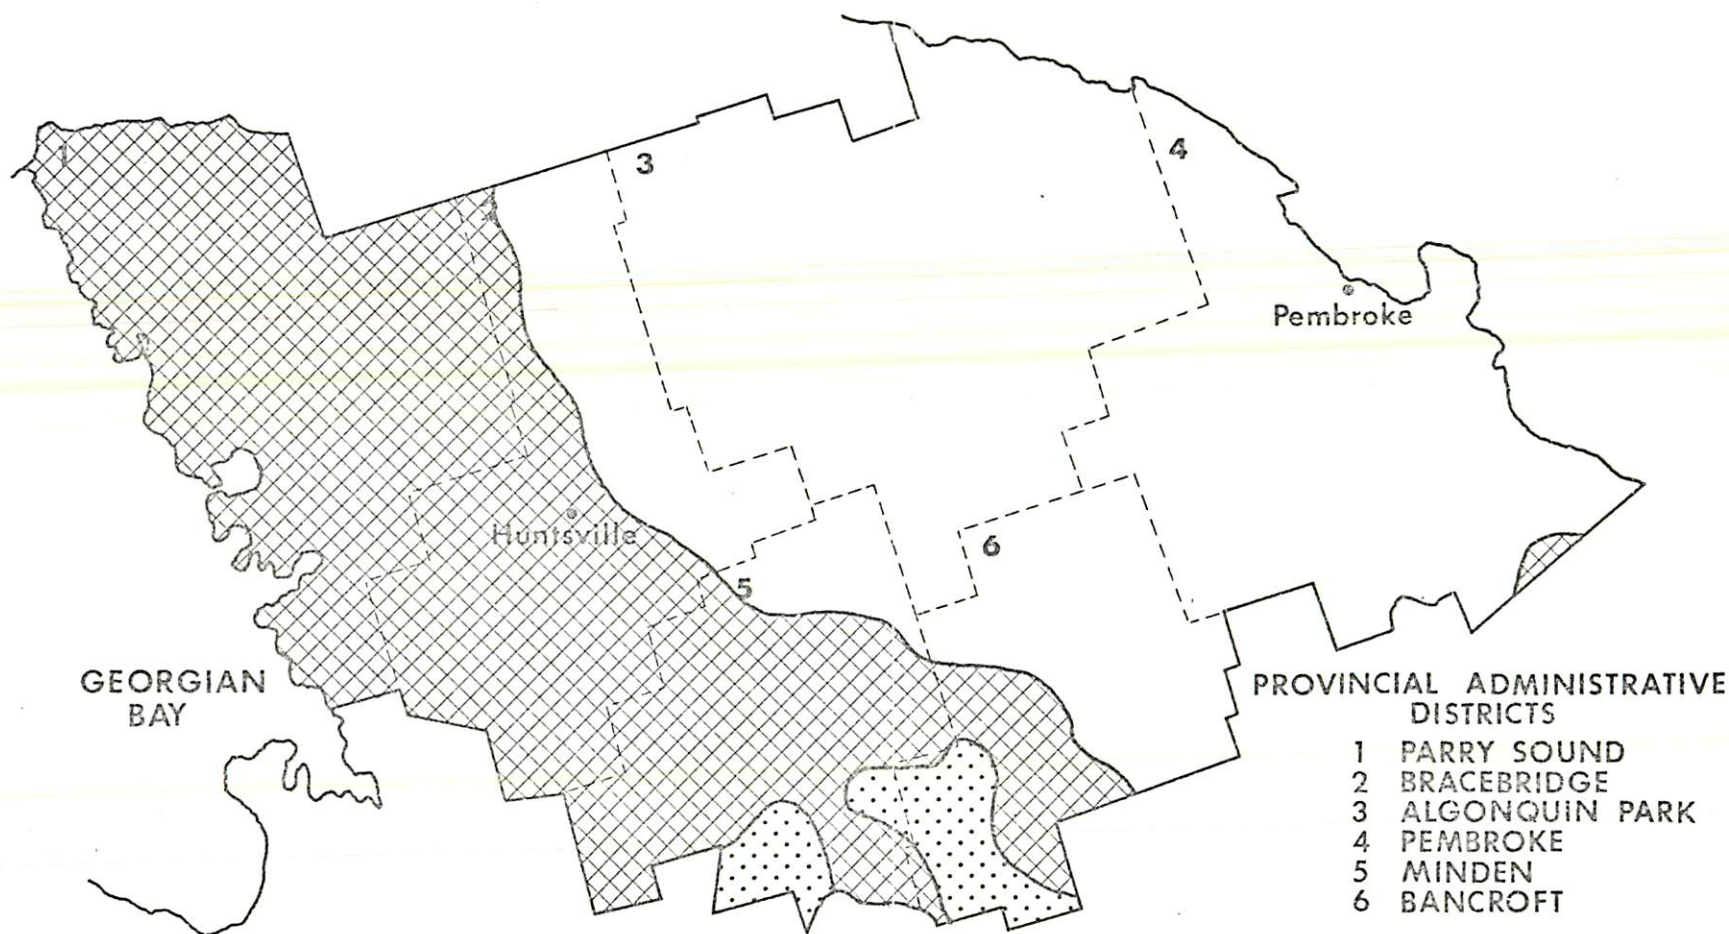 1
3
4
2
Pembroke
Huntsville
6
5
GEORGIAN
BAY
PROVINCIAL ADMINISTRATIVE
DISTRICTS
1 PARRY SOUND
2 BRACEBRIDGE
3 ALGONQUIN PARK
4 PEMBROKE
5 MINDEN
6 BANCROFT